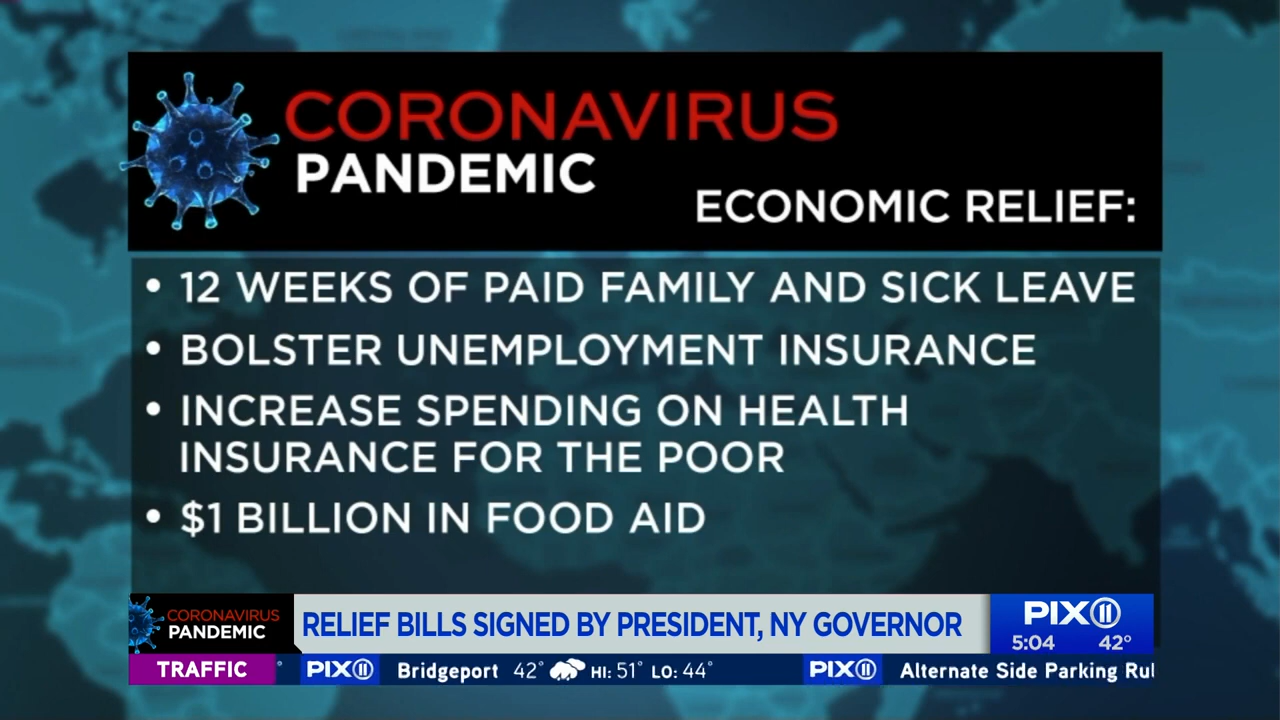 CORONAVIRUS
PANDEMIC
ECONOMIC RELIEF:
• 12 WEEKS OF PAID FAMILY AND SICK LEAVE
• BOLSTER UNEMPLOYMENT INSURANCE
• INCREASE SPENDING ON HEALTH
INSURANCE FOR THE POOR
• $1 BILLION IN FOOD AID
CORONAVIRUS
PANDEMIC
RELIEF BILLS SIGNED BY PRESIDENT, NY GOVERNOR
PIX11
5:04 42°
TRAFFIC ° PIX11 Bridgeport 42° HI: 51° LO: 44° PIX11 Alternate Side Parking Rul